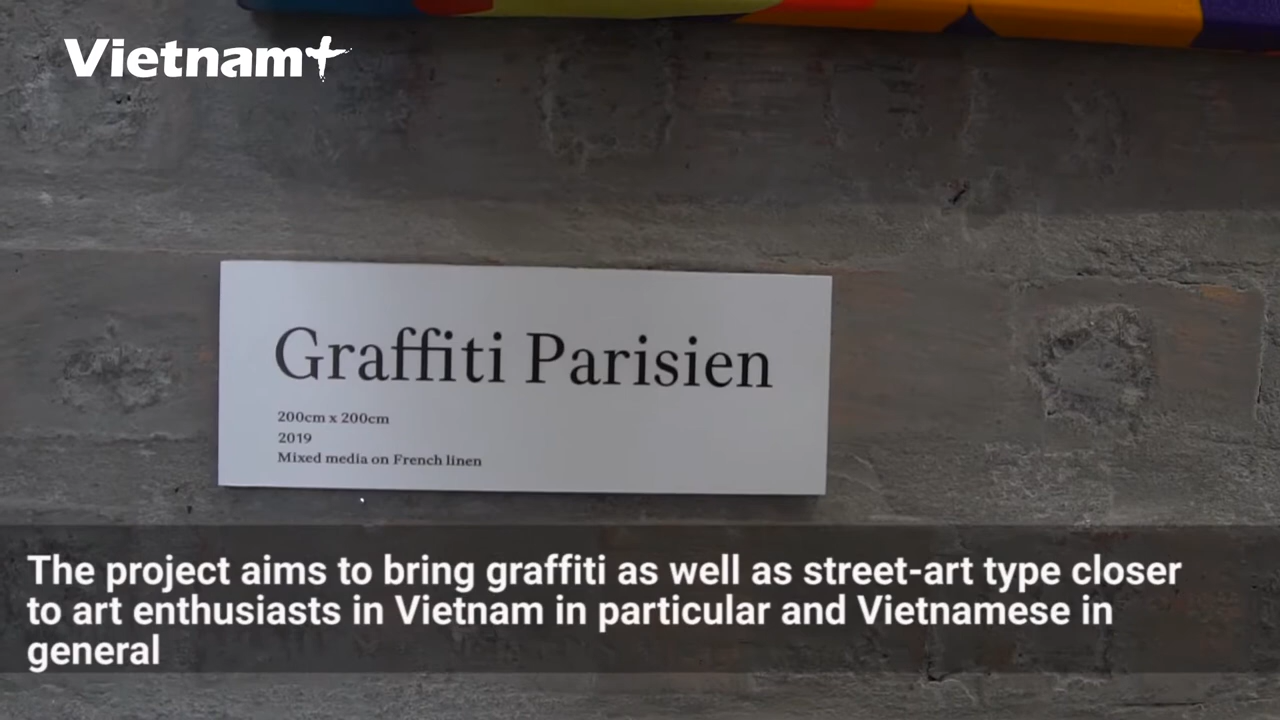 Vietnam+
Graffiti Parisien
200cm x 200cm
2019
Mixed media on French linen
The project aims to bring graffiti as well as street-art type closer
to art enthusiasts in Vietnam in particular and Vietnamese in
general